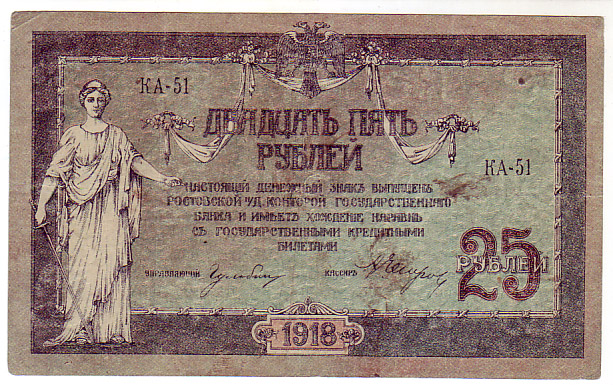 КА-51
ДВАДЦАТЬ ПЯТЬ
РУБЛЕЙ
КА-51
НАСТОЯЩІЙ ДЕНЕЖНЫЙ ЗНАКЪ ВЫПУЩЕНЪ
РОСТОВСКОЙ Н/Д. КОНТОРОЙ ГОСУДАРСТВЕННАГО
БАНКА И ИМѢЕТЪ ХОЖДЕНІЕ НАРАВНѢ
СЪ ГОСУДАРСТВЕННЫМИ КРЕДИТНЫМИ
БИЛЕТАМИ
УПРАВЛЯЮЩІЙ
КАССИРЪ
25
РУБЛЕЙ
1918